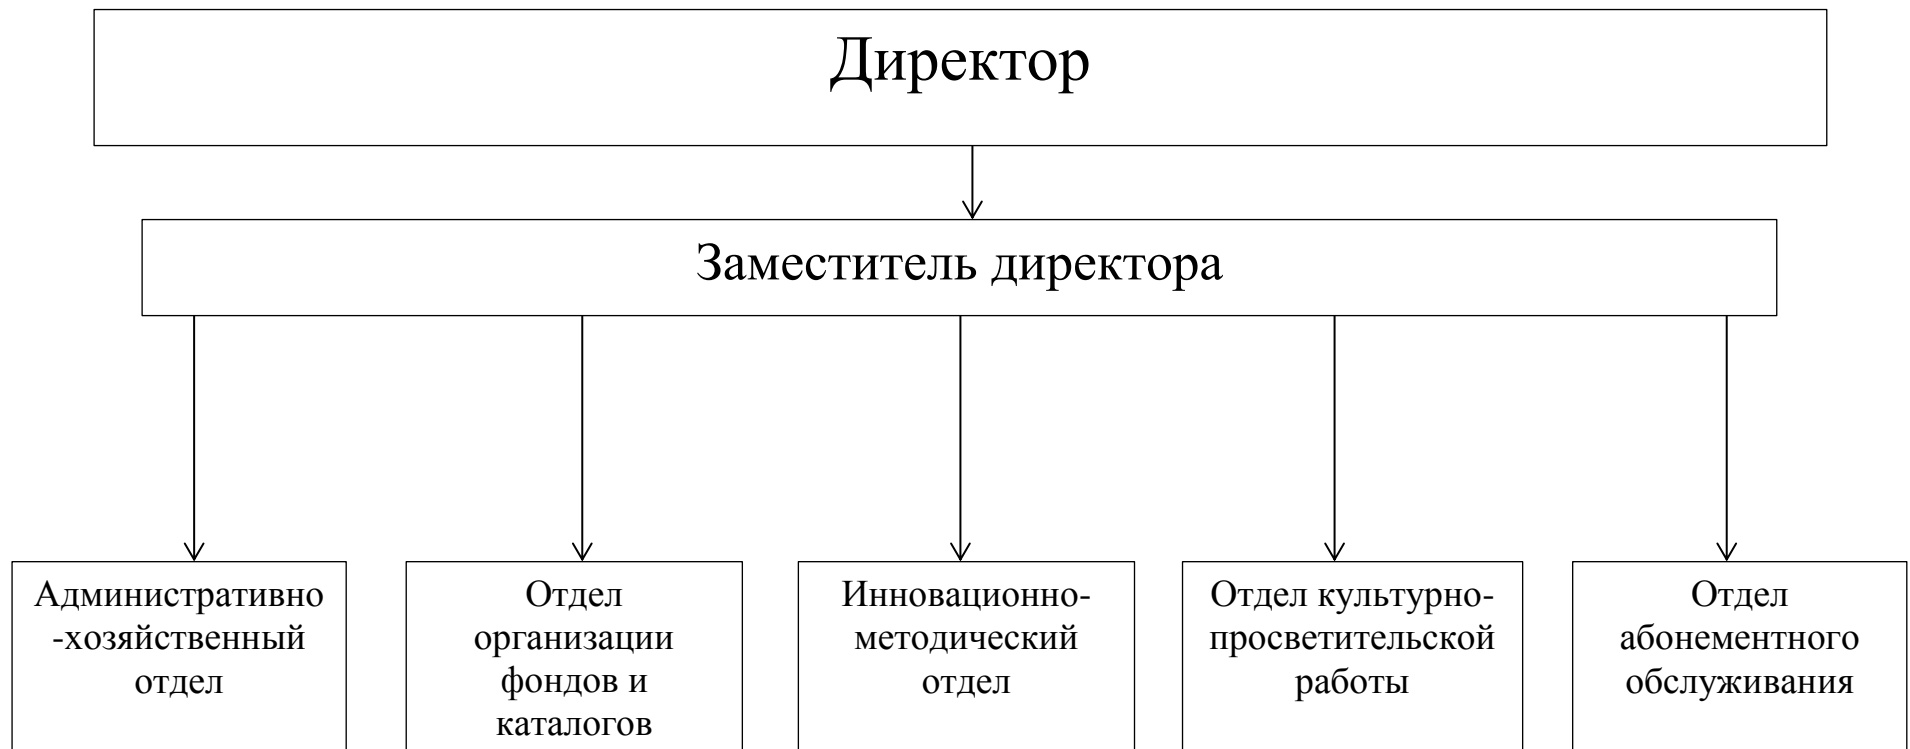 Директор
Заместитель директора
Административно
-хозяйственный
отдел
Отдел
организации
фондов и
каталогов
Инновационно-
методический
отдел
Отдел культурно-
просветительской
работы
Отдел
абонементного
обслуживания